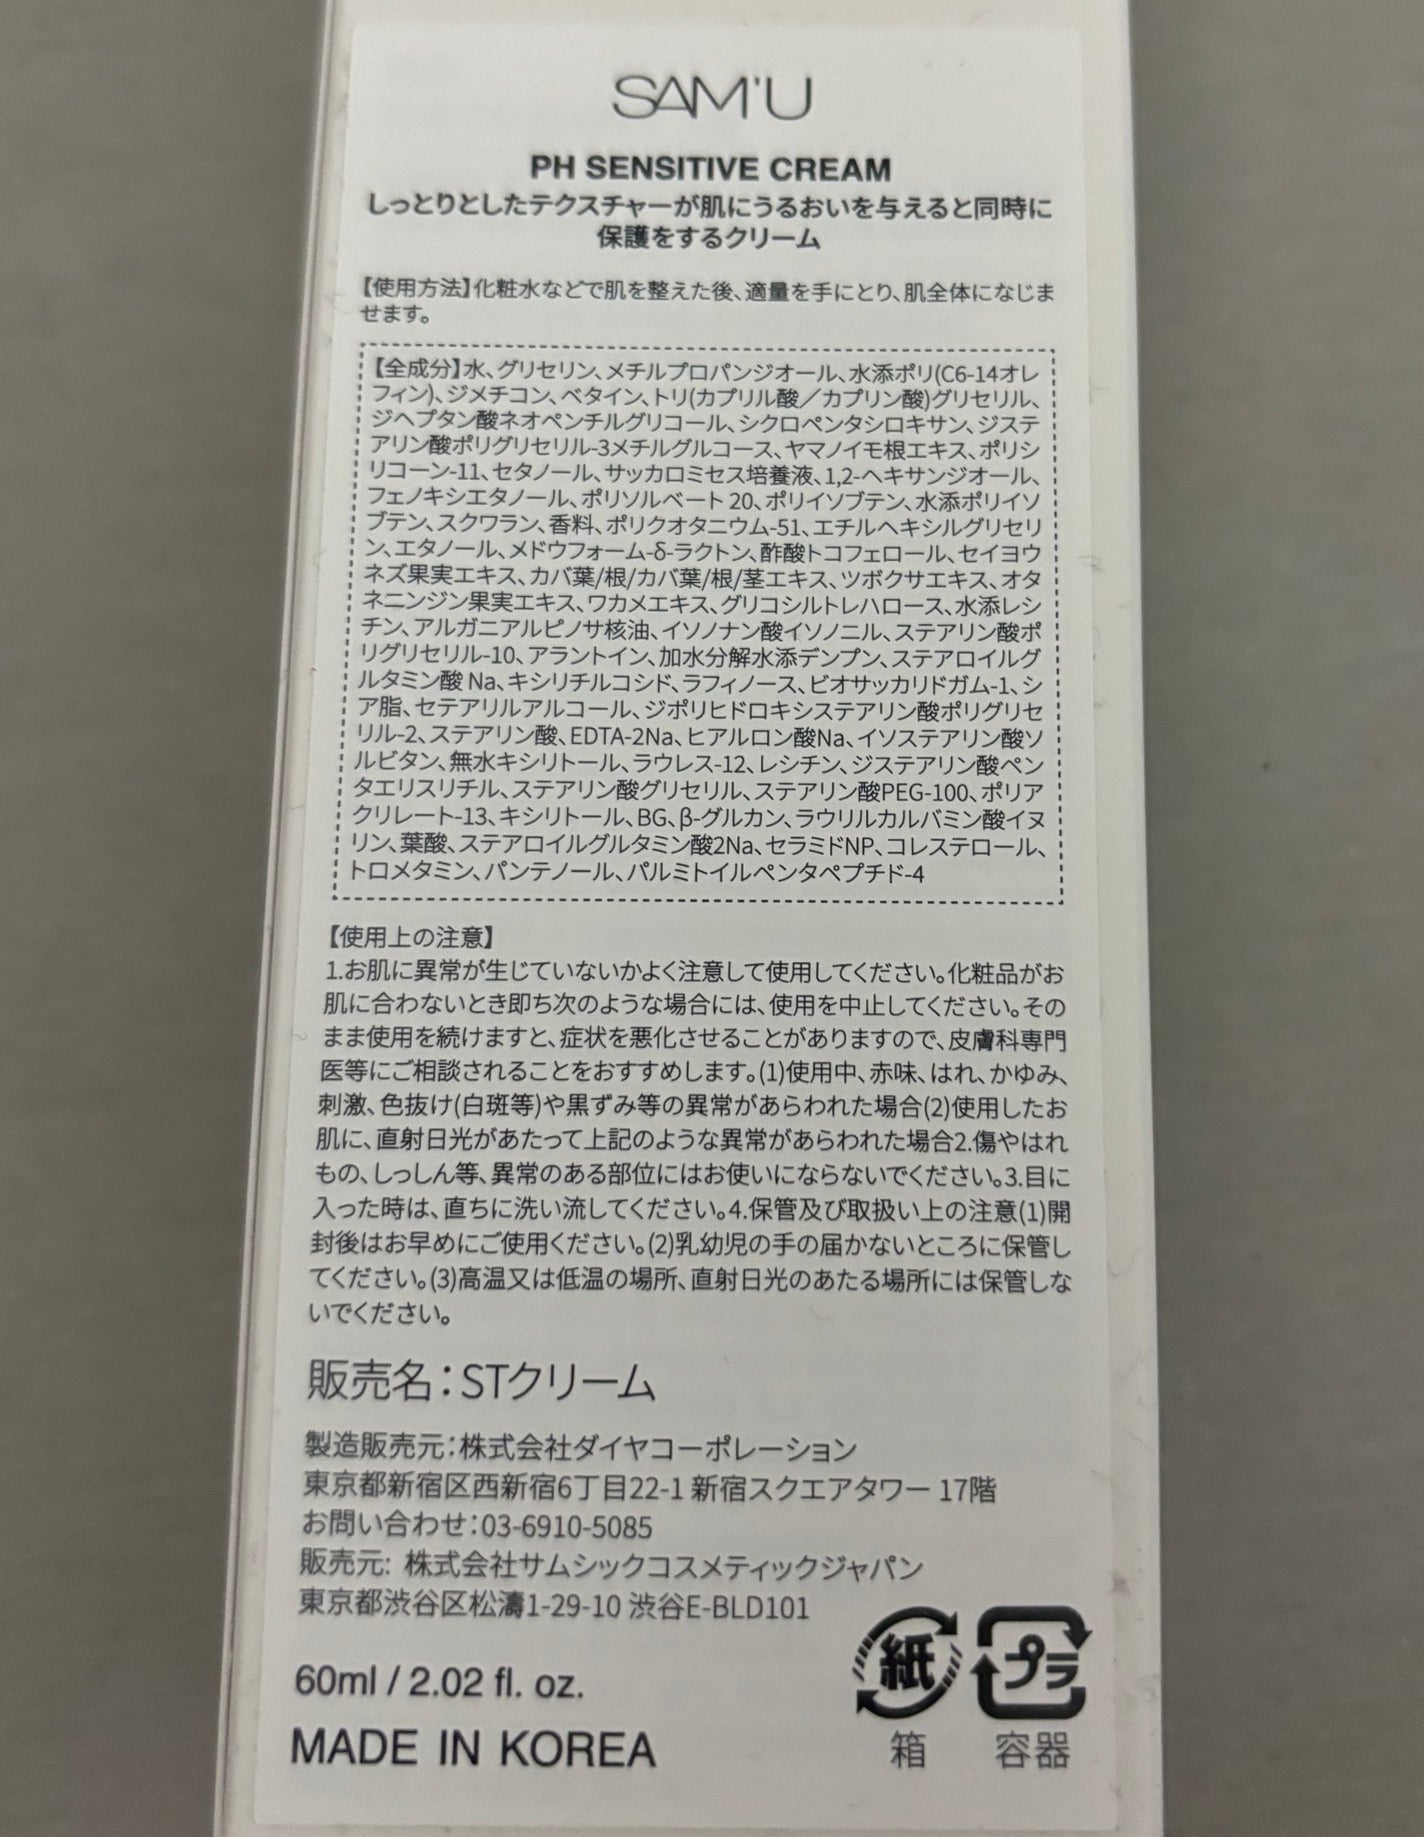 SAM'U
PH SENSITIVE CREAM
しっとりとしたテクスチャーが肌にうるおいを与えると同時に
保護をするクリーム
【使用方法】化粧水などで肌を整えた後、適量を手にとり、肌全体になじま
せます。
【全成分】水、グリセリン、メチルプロパンジオール、水添ポリ(C6-14オレ
フィン)、ジメチコン、ベタイン、トリ(カプリル酸／カプリン酸)グリセリル、
ジヘプタン酸ネオペンチルグリコール、シクロペンタシロキサン、ジステ
アリン酸ポリグリセリル-3メチルグルコース、ヤマノイモ根エキス、ポリシ
リコーン-11、セタノール、サッカロミセス培養液、1,2-ヘキサンジオール、
フェノキシエタノール、ポリソルベート 20、ポリイソブテン、水添ポリイソ
ブテン、スクワラン、香料、ポリクオタニウム-51、エチルヘキシルグリセリ
ン、エタノール、メドウフォーム-δ-ラクトン、酢酸トコフェロール、セイヨウ
ネズ果実エキス、カバ葉/根/カバ葉/根/茎エキス、ツボクサエキス、オタ
ネニンジン果実エキス、ワカメエキス、グリコシルトレハロース、水添レシ
チン、アルガニアルピノサ核油、イソノナン酸イソノニル、ステアリン酸ポ
リグリセリル-10、アラントイン、加水分解水添デンプン、ステアロイルグ
ルタミン酸 Na、キシリチルコシド、ラフィノース、ビオサッカリドガム-1、シ
ア脂、セテアリルアルコール、ジポリヒドロキシステアリン酸ポリグリセ
リル-2、ステアリン酸、EDTA-2Na、ヒアルロン酸Na、イソステアリン酸ソ
ルビタン、無水キシリトール、ラウレス-12、レシチン、ジステアリン酸ペン
タエリスリチル、ステアリン酸グリセリル、ステアリン酸PEG-100、ポリア
クリレート-13、キシリトール、BG、β-グルカン、ラウリルカルバミン酸イヌ
リン、葉酸、ステアロイルグルタミン酸2Na、セラミドNP、コレステロール、
トロメタミン、パンテノール、パルミトイルペンタペプチド-4
【使用上の注意】
1.お肌に異常が生じていないかよく注意して使用してください。化粧品がお
肌に合わないとき即ち次のような場合には、使用を中止してください。その
まま使用を続けますと、症状を悪化させることがありますので、皮膚科専門
医等にご相談されることをおすすめします。(1)使用中、赤味、はれ、かゆみ、
刺激、色抜け(白斑等)や黒ずみ等の異常があらわれた場合(2)使用したお
肌に、直射日光があたって上記のような異常があらわれた場合2.傷やはれ
もの、しっしん等、異常のある部位にはお使いにならないでください。3.目に
入った時は、直ちに洗い流してください。4.保管及び取扱い上の注意(1)開
封後はお早めにご使用ください。(2)乳幼児の手の届かないところに保管し
てください。(3)高温又は低温の場所、直射日光のあたる場所には保管しな
いでください。
販売名：STクリーム
製造販売元：株式会社ダイヤコーポレーション
東京都新宿区西新宿6丁目22-1 新宿スクエアタワー 17階
お問い合わせ：03-6910-5085
販売元: 株式会社サムシックコスメティックジャパン
東京都渋谷区松濤1-29-10 渋谷E-BLD101
60ml / 2.02 fl. oz.
MADE IN KOREA
紙 プラ
箱 容器